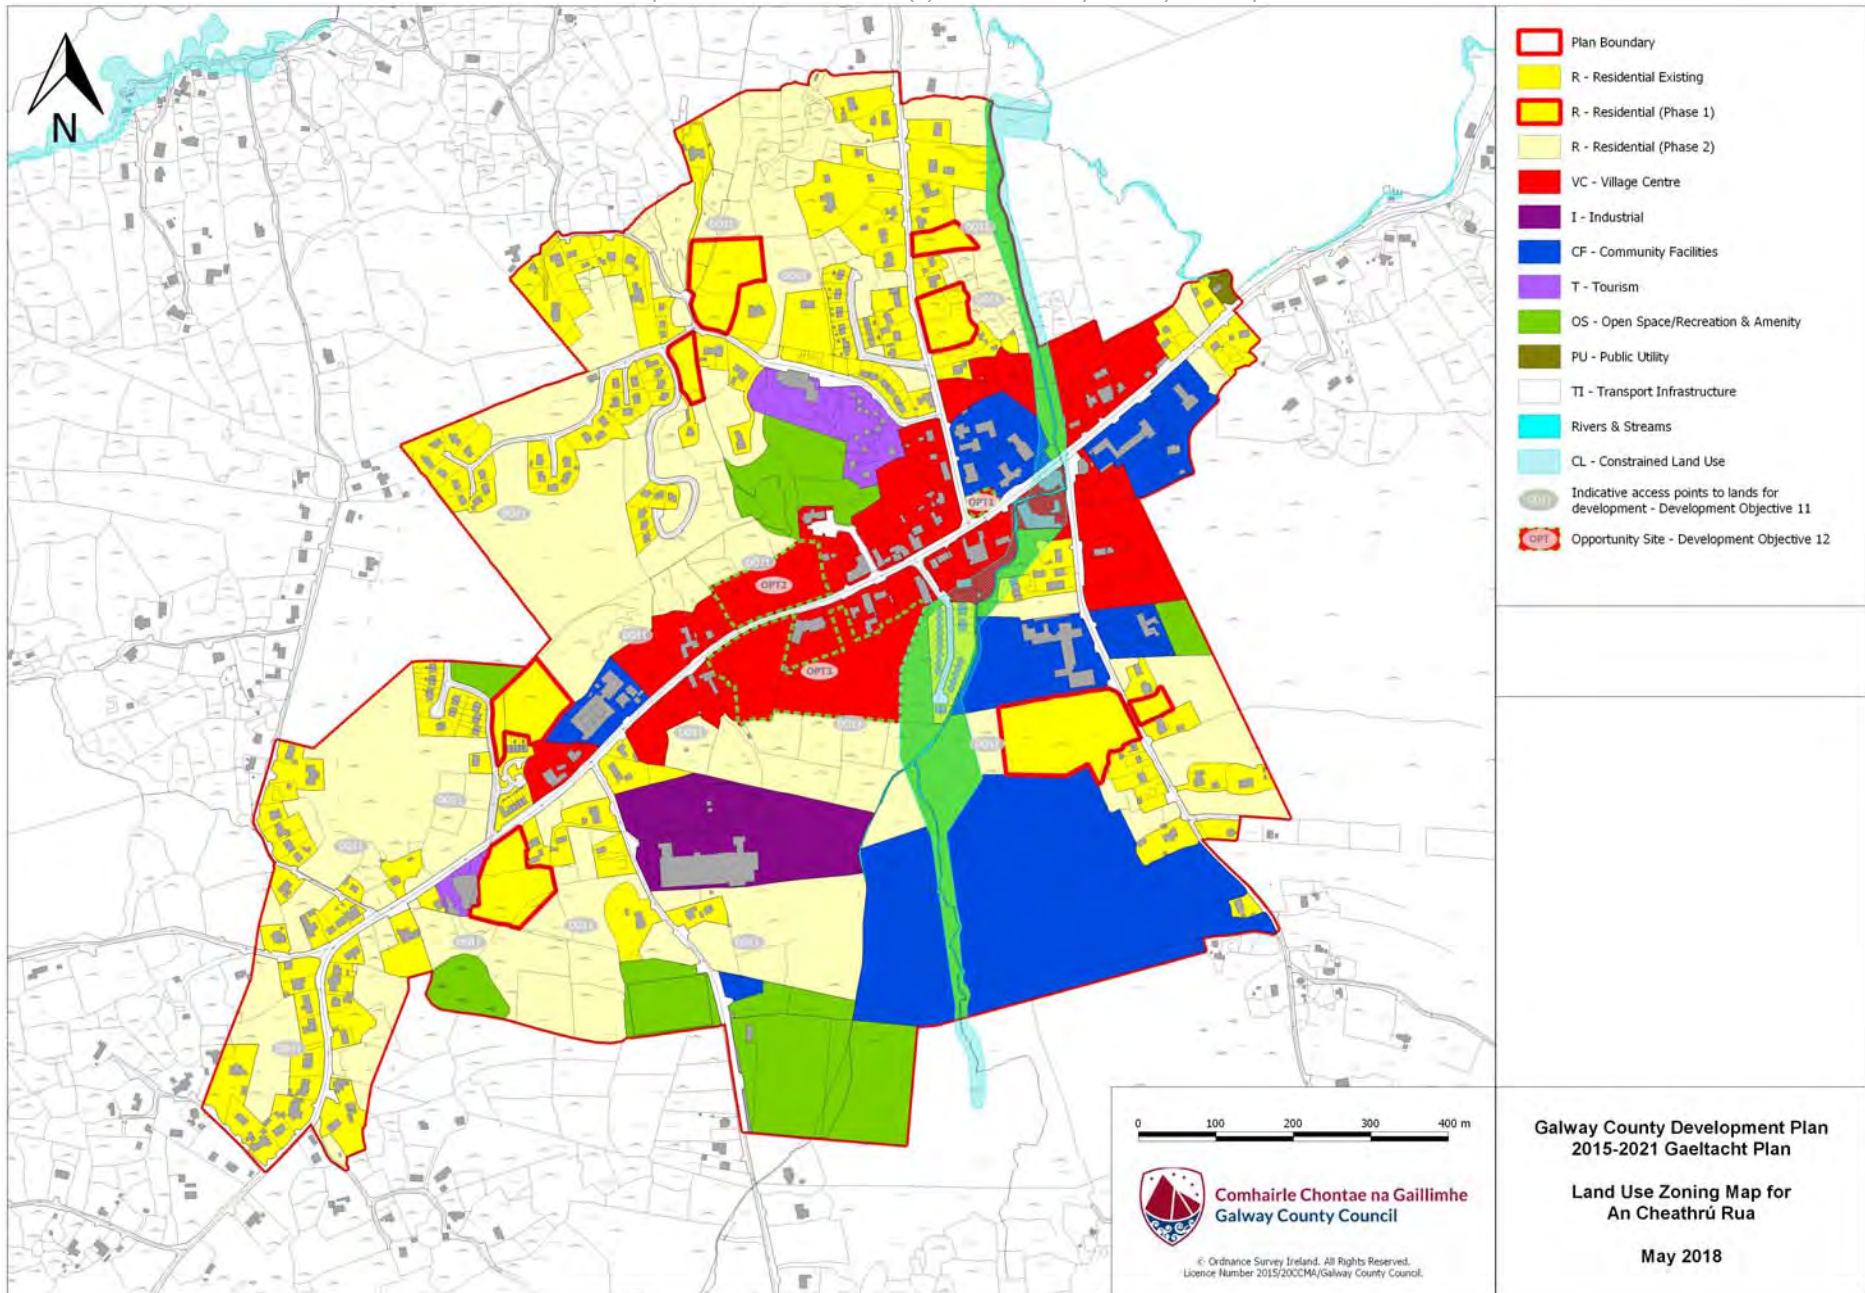 N
OPT1
OPT2
OPT3
Plan Boundary
R - Residential Existing
R - Residential (Phase 1)
R - Residential (Phase 2)
VC - Village Centre
I - Industrial
CF - Community Facilities
T - Tourism
OS - Open Space/Recreation & Amenity
PU - Public Utility
TI - Transport Infrastructure
Rivers & Streams
CL - Constrained Land Use
Indicative access points to lands for
development - Development Objective 11
OPT
Opportunity Site - Development Objective 12
0 100 200 300 400 m
Comhairle Chontae na Gaillimhe
Galway County Council
© Ordnance Survey Ireland. All Rights Reserved.
Licence Number 2015/20CCMA/Galway County Council.
Galway County Development Plan
2015-2021 Gaeltacht Plan
Land Use Zoning Map for
An Cheathrú Rua
May 2018